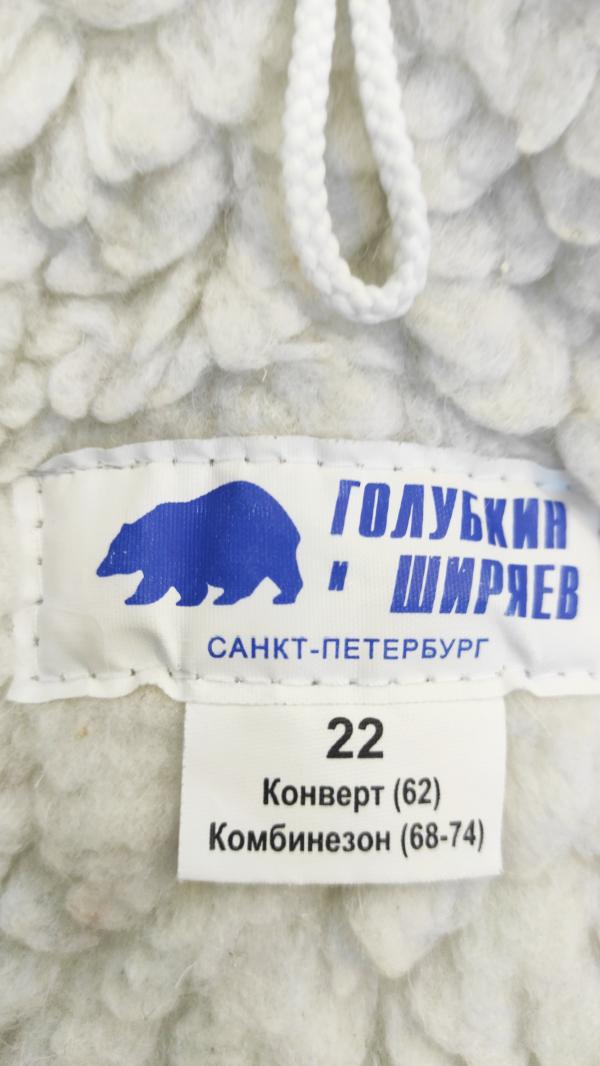 ГОЛУБКИН
и ШИРЯЕВ
САНКТ-ПЕТЕРБУРГ
22
Конверт (62)
Комбинезон (68-74)